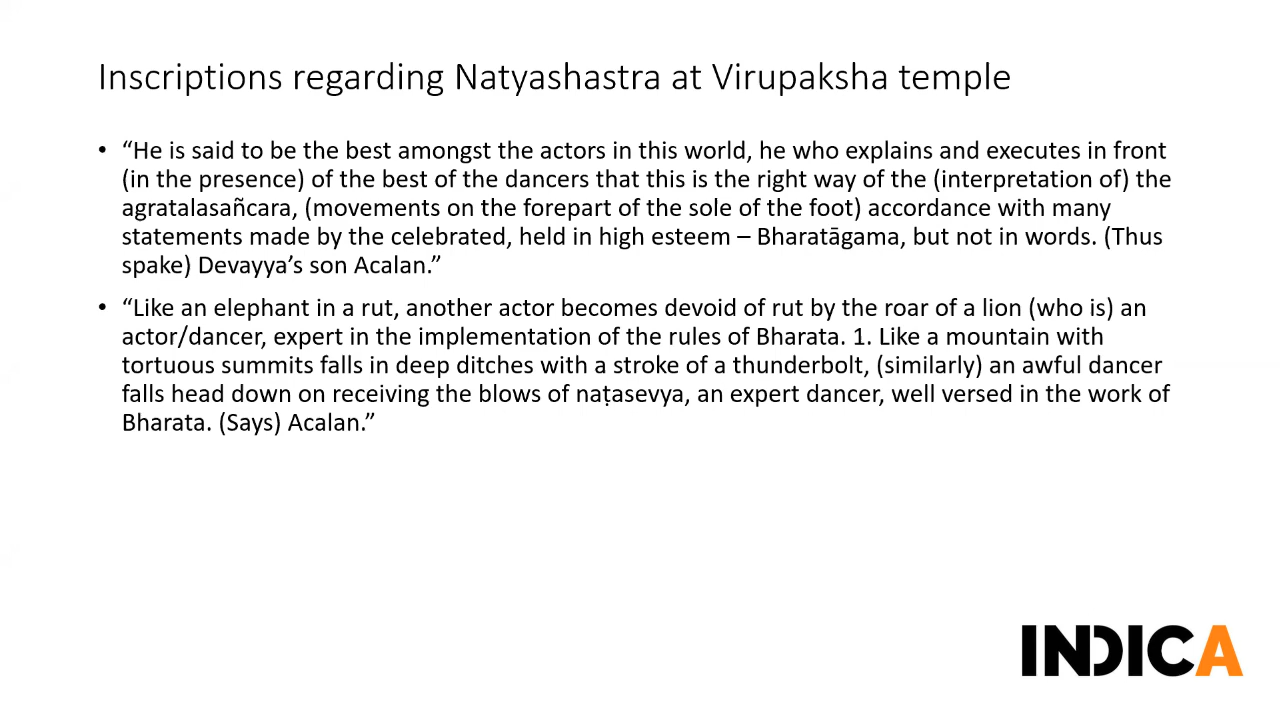 Inscriptions regarding Natyashastra at Virupaksha temple
• “He is said to be the best amongst the actors in this world, he who explains and executes in front
(in the presence) of the best of the dancers that this is the right way of the (interpretation of) the
agratalasañcara, (movements on the forepart of the sole of the foot) accordance with many
statements made by the celebrated, held in high esteem – Bharatāgama, but not in words. (Thus
spake) Devayya’s son Acalan.”
• “Like an elephant in a rut, another actor becomes devoid of rut by the roar of a lion (who is) an
actor/dancer, expert in the implementation of the rules of Bharata. 1. Like a mountain with
tortuous summits falls in deep ditches with a stroke of a thunderbolt, (similarly) an awful dancer
falls head down on receiving the blows of naṭasevya, an expert dancer, well versed in the work of
Bharata. (Says) Acalan.”
INDICA